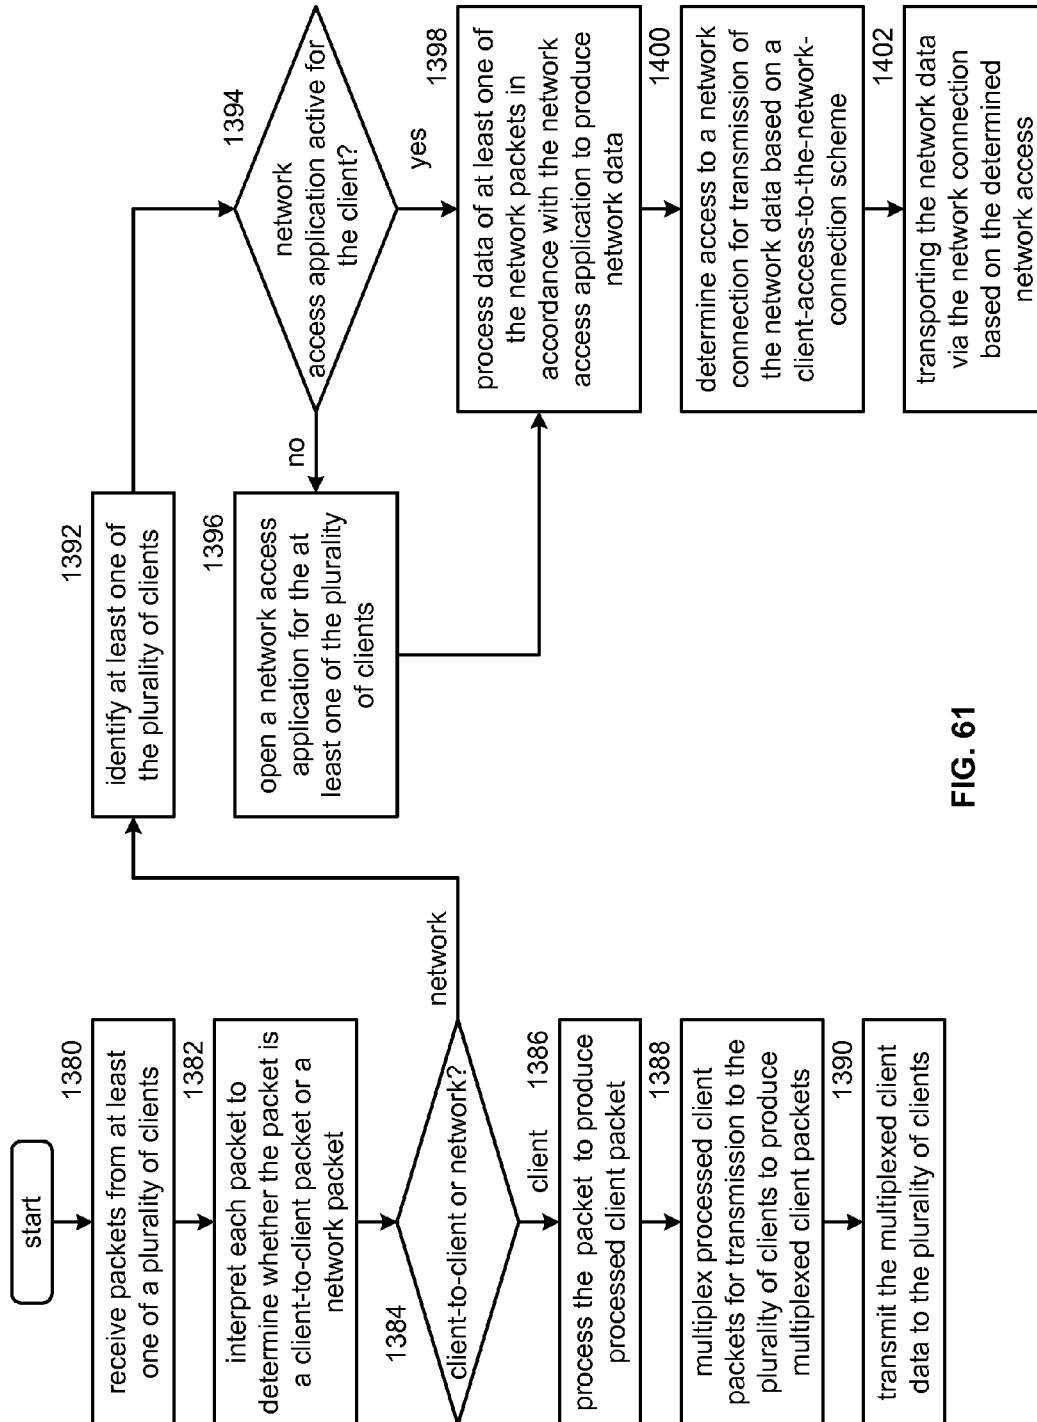 start
1380
receive packets from at least
one of a plurality of clients
1382
interpret each packet to
determine whether the packet is
a client-to-client packet or a
network packet
1384
client-to-client or network?
network
client
1386
process the packet to produce
processed client packet
1388
multiplex processed client
packets for transmission to the
plurality of clients to produce
multiplexed client packets
1390
transmit the multiplexed client
data to the plurality of clients
1392
identify at least one of
the plurality of clients
1394
network
access application active for
the client?
no
yes
1396
open a network access
application for the at
least one of the plurality
of clients
1398
process data of at least one of
the network packets in
accordance with the network
access application to produce
network data
1400
determine access to a network
connection for transmission of
the network data based on a
client-access-to-the-network-
connection scheme
1402
transporting the network data
via the network connection
based on the determined
network access
FIG. 61